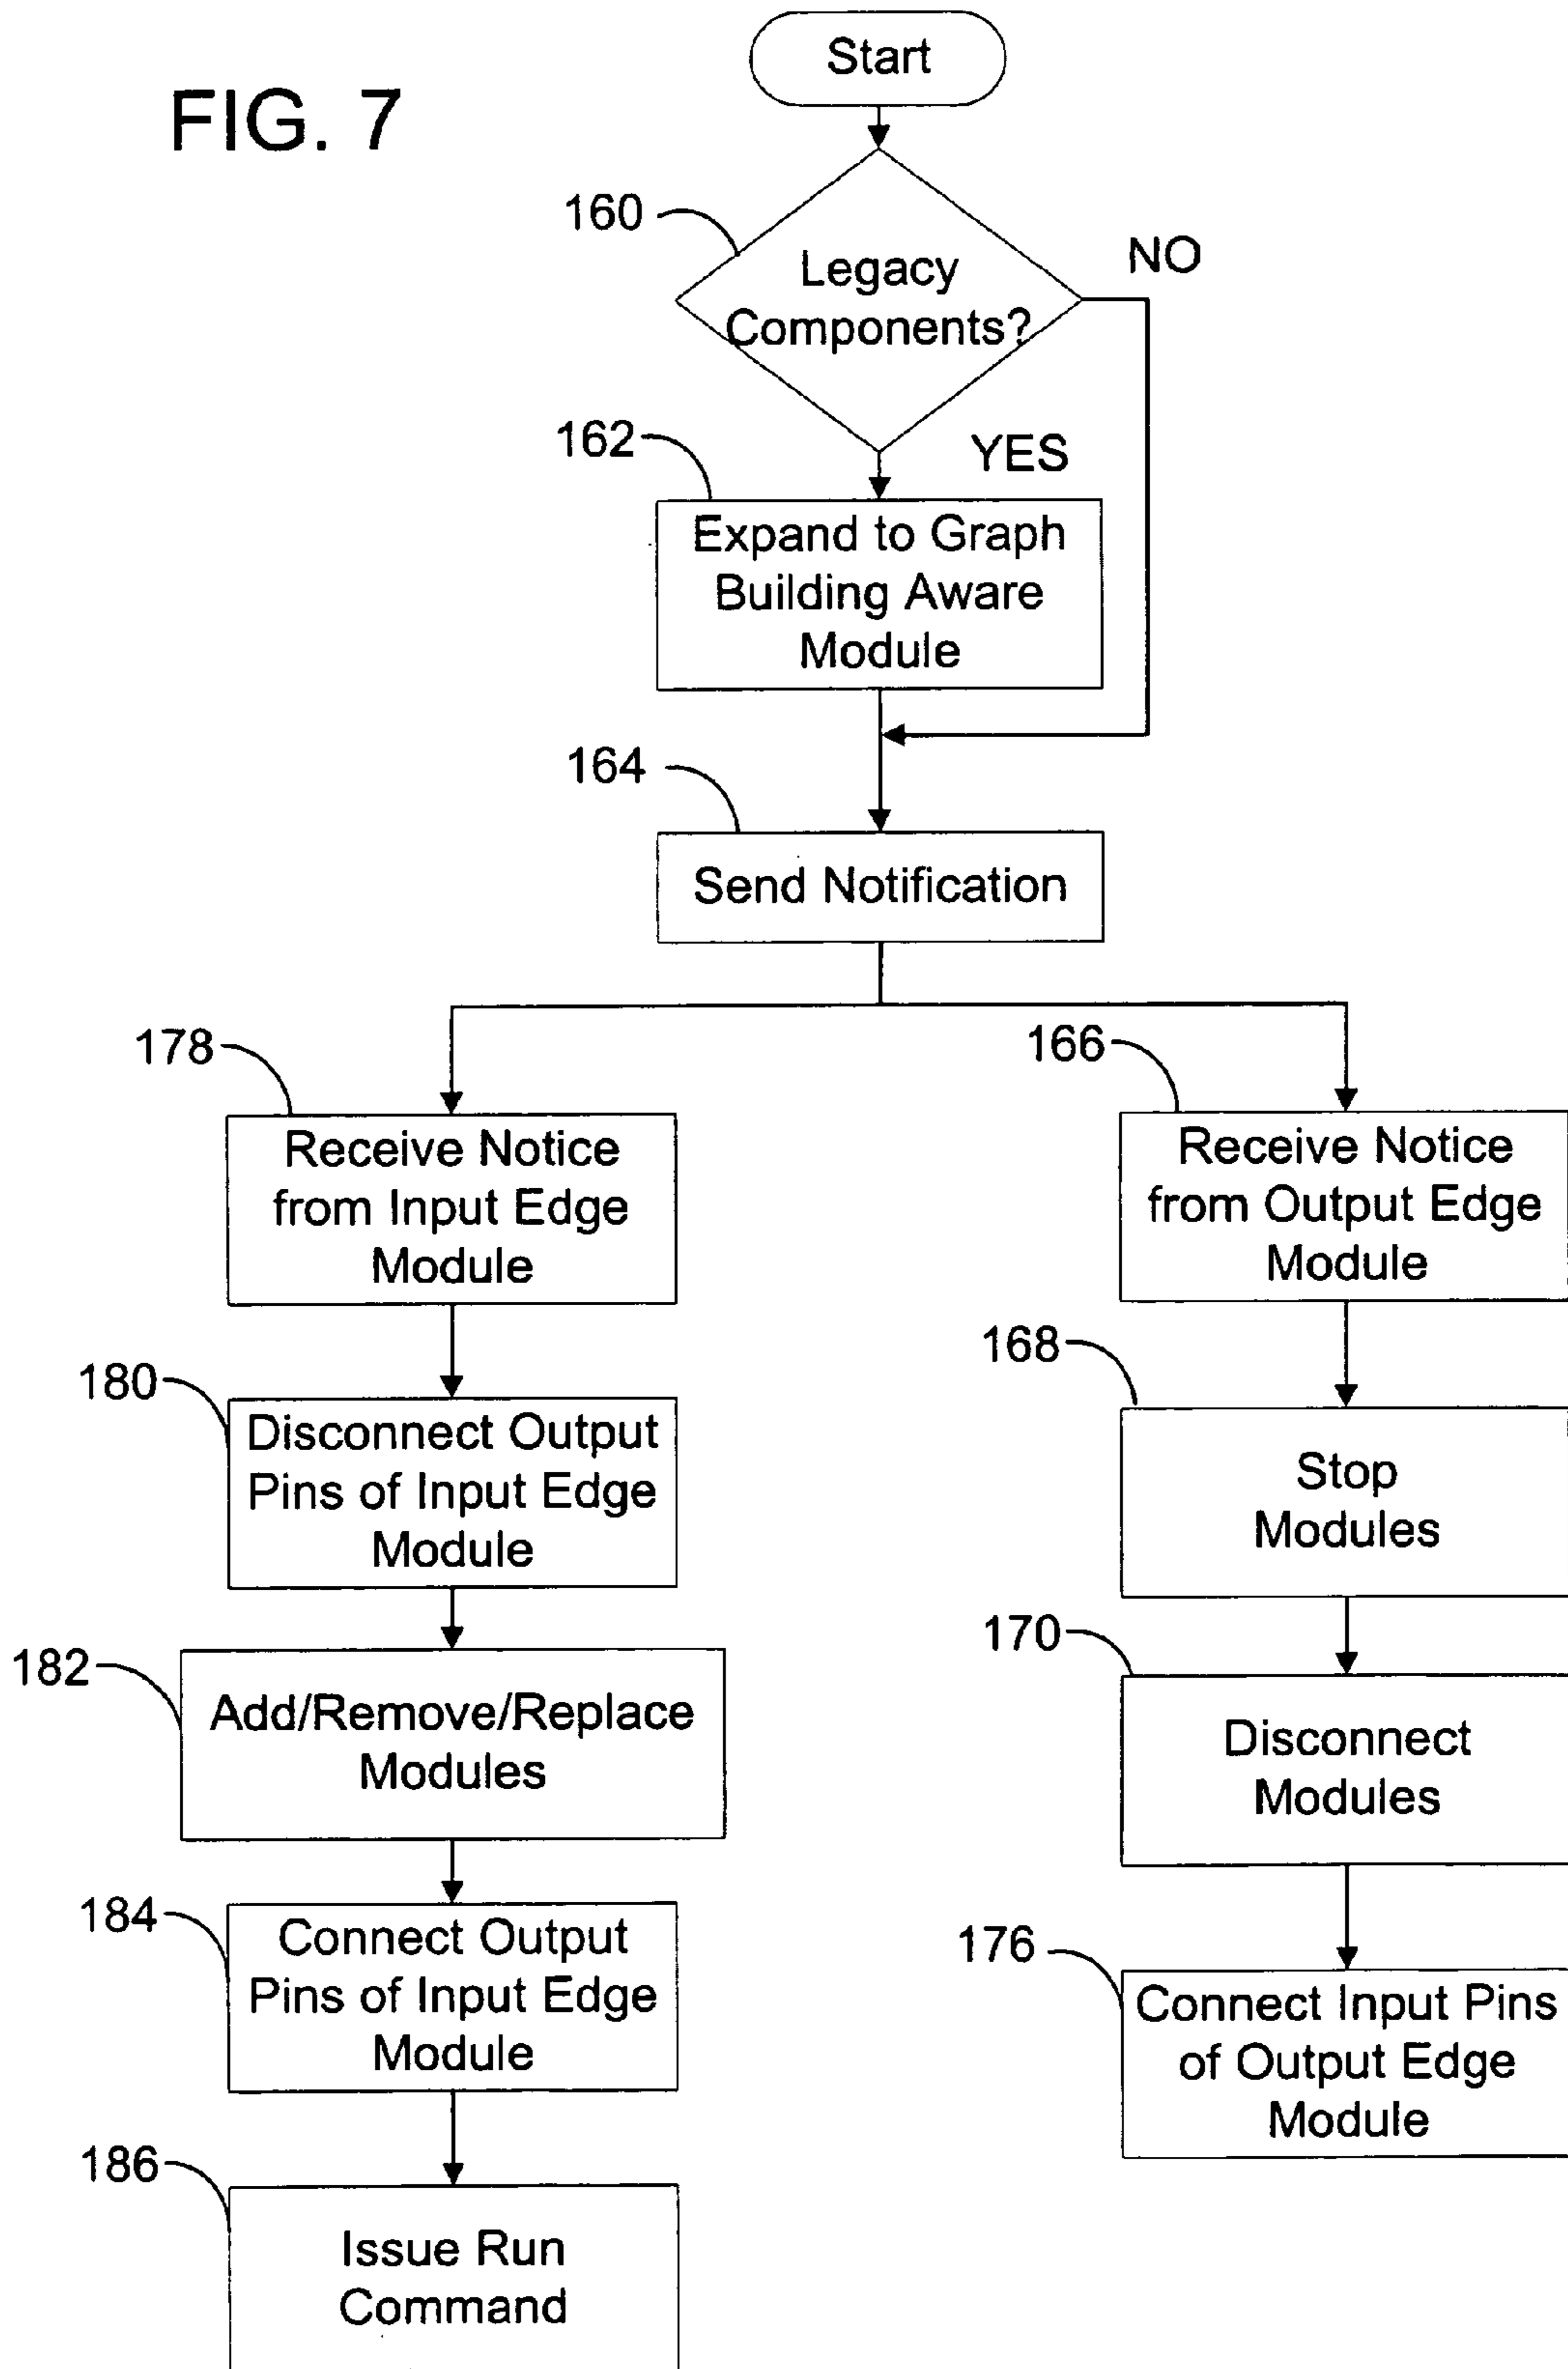 FIG. 7
Start
160
Legacy
Components?
NO
YES
162
Expand to Graph
Building Aware
Module
164
Send Notification
178
Receive Notice
from Input Edge
Module
180
Disconnect Output
Pins of Input Edge
Module
182
Add/Remove/Replace
Modules
184
Connect Output
Pins of Input Edge
Module
186
Issue Run
Command
166
Receive Notice
from Output Edge
Module
168
Stop
Modules
170
Disconnect
Modules
176
Connect Input Pins
of Output Edge
Module